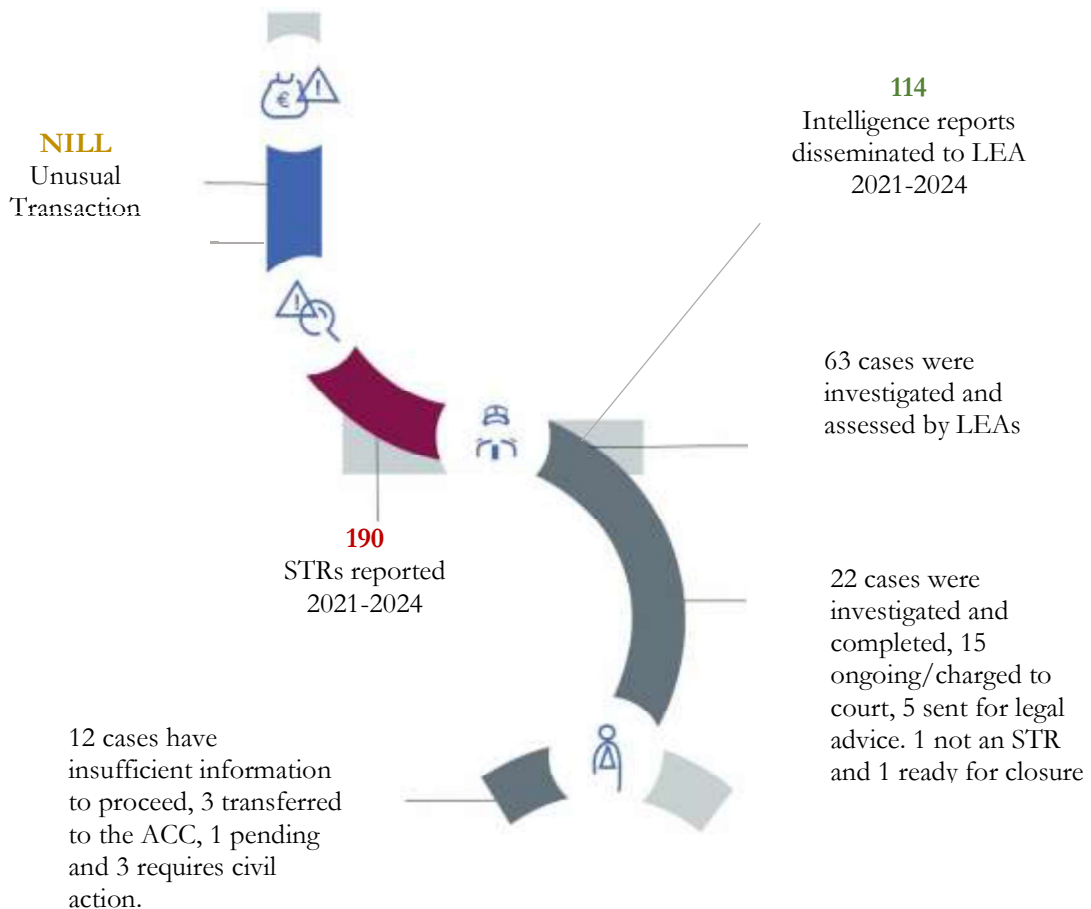 NILL
Unusual
Transaction
114
Intelligence reports
disseminated to LEA
2021-2024
63 cases were
investigated and
assessed by LEAs
190
STRs reported
2021-2024
22 cases were
investigated and
completed, 15
ongoing/charged to
court, 5 sent for legal
advice. 1 not an STR
and 1 ready for closure
12 cases have
insufficient information
to proceed, 3 transferred
to the ACC, 1 pending
and 3 requires civil
action.